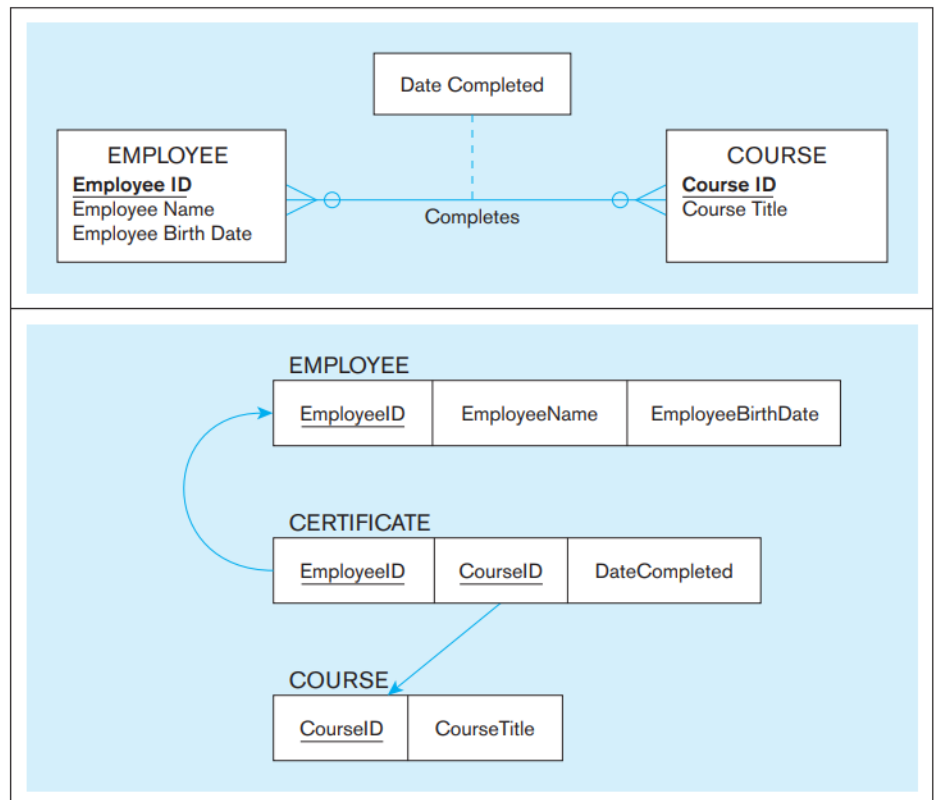 Date Completed
EMPLOYEE
Employee ID
Employee Name
Employee Birth Date
Completes
COURSE
Course ID
Course Title
EMPLOYEE
EmployeeID EmployeeName EmployeeBirthDate
CERTIFICATE
EmployeeID CourseID DateCompleted
COURSE
CourseID CourseTitle